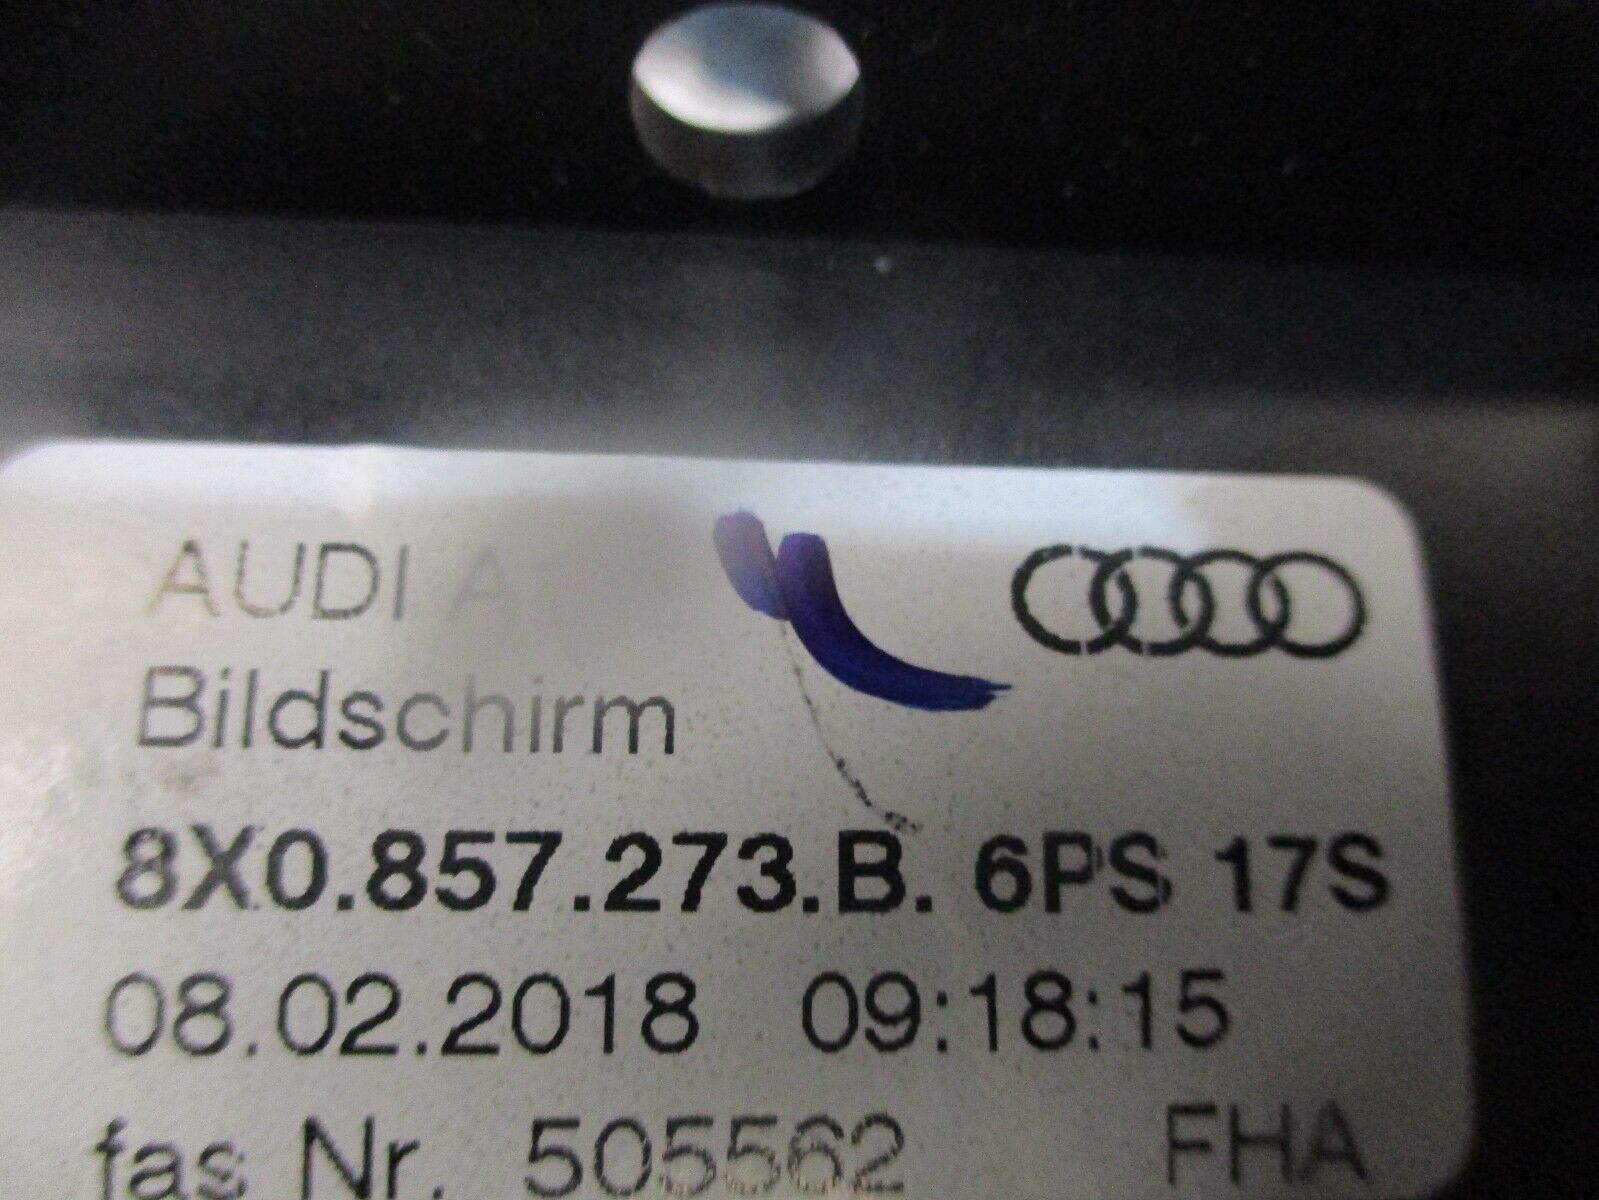 AUDI A
Bildschirm
8X0.857.273.B. 6PS 17S
08.02.2018 09:18:15
fas Nr. 505562 FHA